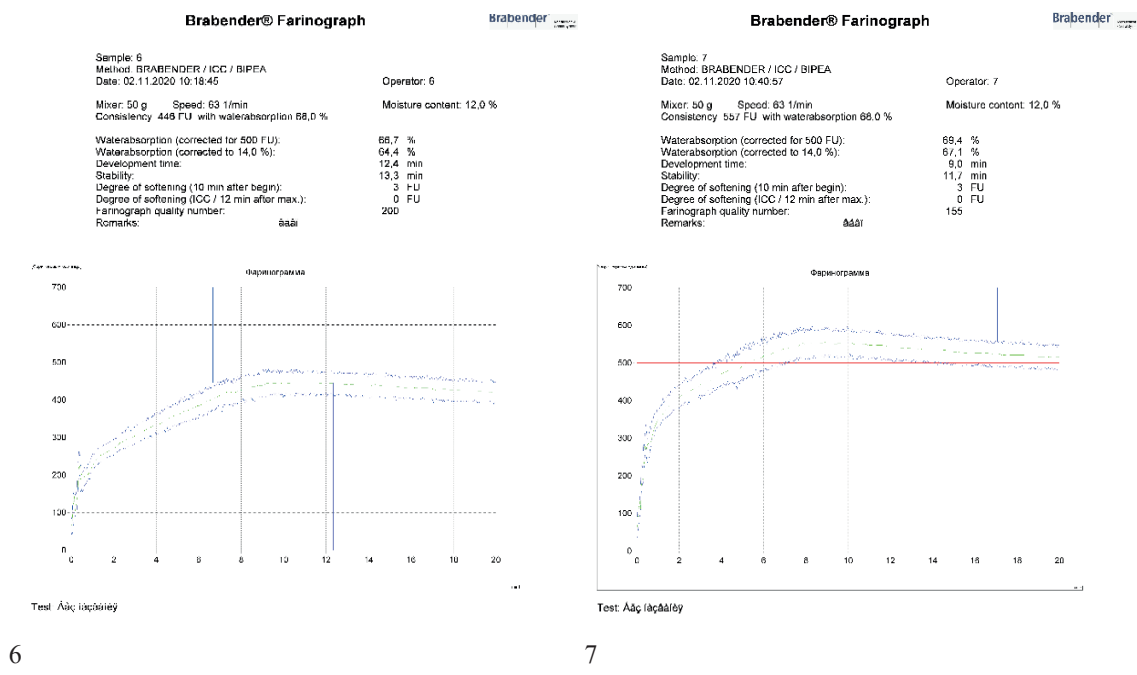 Brabender® Farinograph
Brabender
Sample: 6
Method: BRABENDER / ICC / BIPEA
Date: 02.11.2020 10:18:45
Operator: 6
Mixer: 50 g Speed: 63 1/min
Moisture content: 12,0 %
Consistency 446 FU with waterabsorption 68,0 %
Waterabsorption (corrected for 500 FU): 66,7 %
Waterabsorption (corrected to 14,0 %): 64,4 %
Development time: 12,4 min
Stability: 13,3 min
Degree of softening (10 min after begin): 3 FU
Degree of softening (ICC / 12 min after max.): 0 FU
Farinograph quality number: 200
Remarks: âàâï
Фаринограмма
700
600
500
400
300
200
100
0
0 2 4 6 8 10 12 14 16 18 20
Test: Áåç íàçâàíèÿ
6
Brabender® Farinograph
Brabender
Sample: 7
Method: BRABENDER / ICC / BIPEA
Date: 02.11.2020 10:40:57
Operator: 7
Mixer: 50 g Speed: 63 1/min
Moisture content: 12,0 %
Consistency 557 FU with waterabsorption 68.0 %
Waterabsorption (corrected for 500 FU): 69,4 %
Waterabsorption (corrected to 14,0 %): 67,1 %
Development time: 9,0 min
Stability: 11,7 min
Degree of softening (10 min after begin): 3 FU
Degree of softening (ICC / 12 min after max.): 0 FU
Farinograph quality number: 155
Remarks:
Фаринограмма
700
600
500
400
300
200
100
0
0 2 4 6 8 10 12 14 16 18 20
Test: Áåç íàçâàíèÿ
7